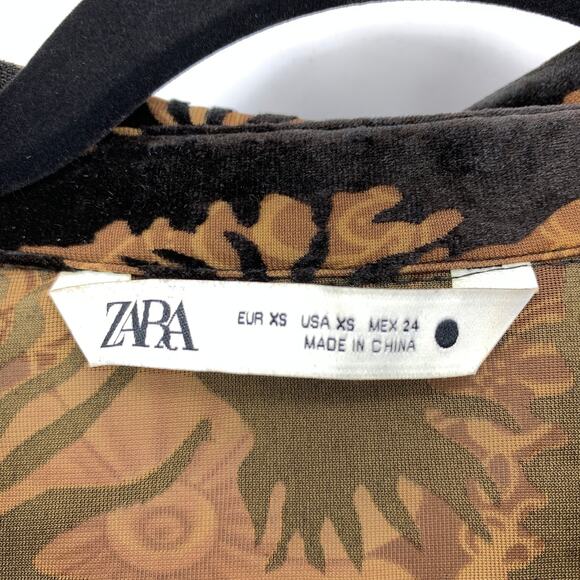 ZARA
EUR XS USA XS MEX 24
MADE IN CHINA